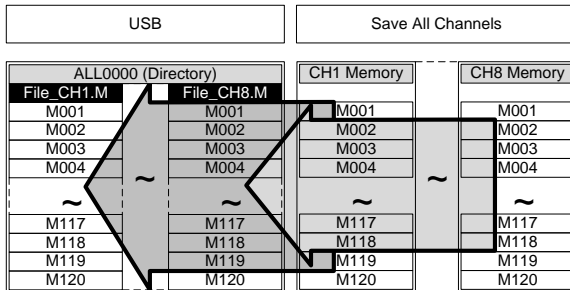 USB Save All Channels
ALL0000 (Directory) CH1 Memory CH8 Memory
File_CH1.M File_CH8.M
M001 M001 M001 M001
M002 M002 M002 M002
M003 M003 M003 M003
M004 M004 M004 M004
~ ~ ~ ~ ~ ~
M117 M117 M117 M117
M118 M118 M118 M118
M119 M119 M119 M119
M120 M120 M120 M120